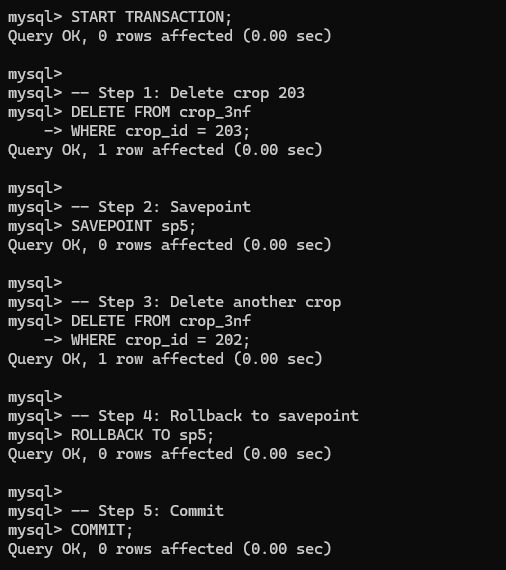 mysql> START TRANSACTION;
Query OK, 0 rows affected (0.00 sec)

mysql>
mysql> -- Step 1: Delete crop 203
mysql> DELETE FROM crop_3nf
    -> WHERE crop_id = 203;
Query OK, 1 row affected (0.00 sec)

mysql>
mysql> -- Step 2: Savepoint
mysql> SAVEPOINT sp5;
Query OK, 0 rows affected (0.00 sec)

mysql>
mysql> -- Step 3: Delete another crop
mysql> DELETE FROM crop_3nf
    -> WHERE crop_id = 202;
Query OK, 1 row affected (0.00 sec)

mysql>
mysql> -- Step 4: Rollback to savepoint
mysql> ROLLBACK TO sp5;
Query OK, 0 rows affected (0.00 sec)

mysql>
mysql> -- Step 5: Commit
mysql> COMMIT;
Query OK, 0 rows affected (0.00 sec)